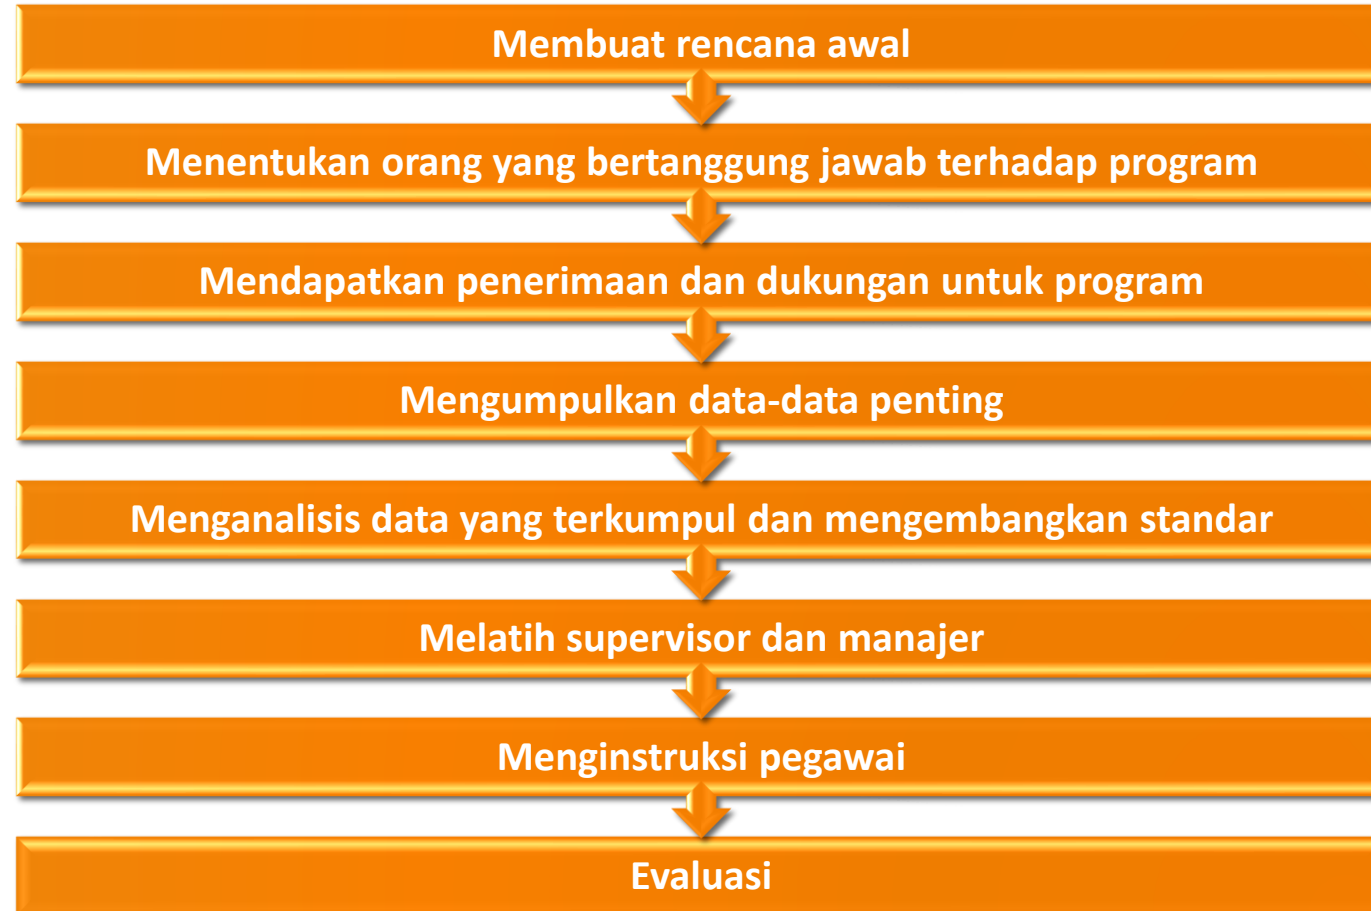 Membuat rencana awal
Menentukan orang yang bertanggung jawab terhadap program
Mendapatkan penerimaan dan dukungan untuk program
Mengumpulkan data-data penting
Menganalisis data yang terkumpul dan mengembangkan standar
Melatih supervisor dan manajer
Menginstruksi pegawai
Evaluasi